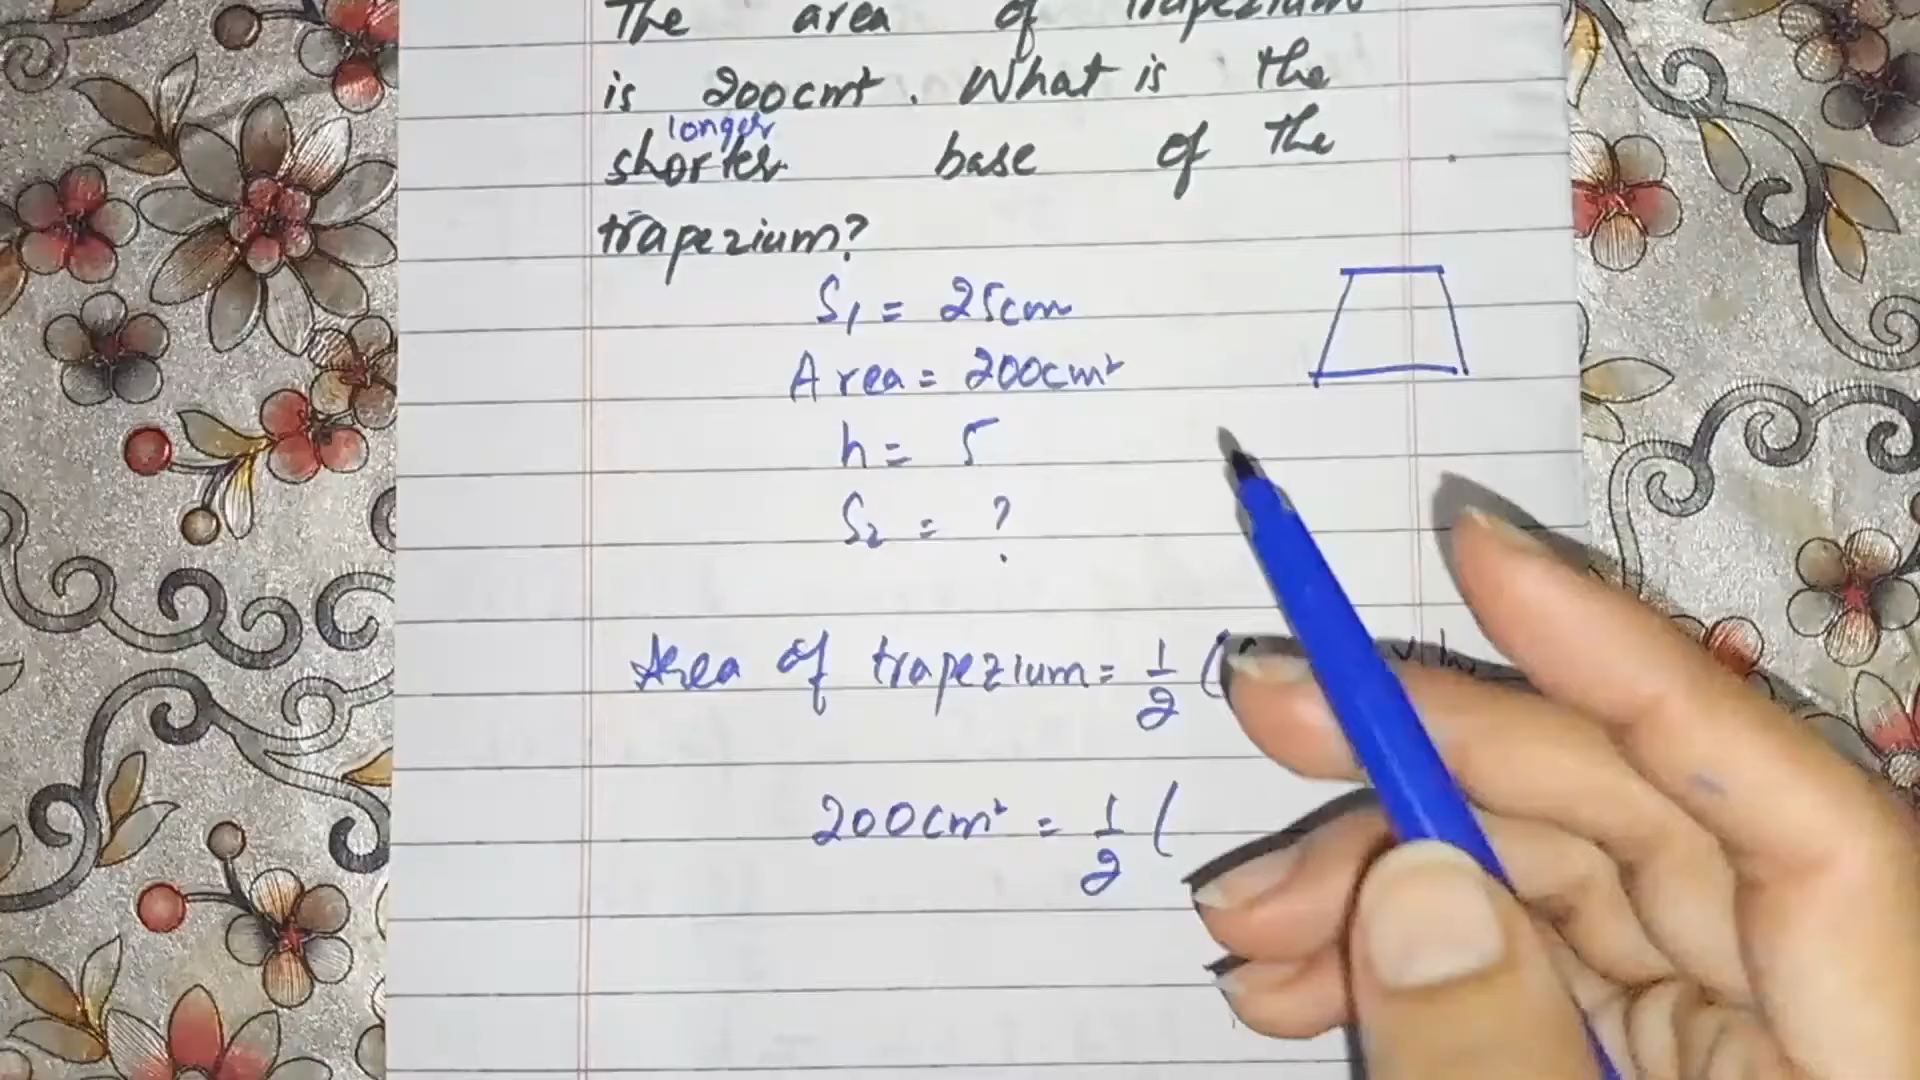 The area of trapezium
is 200cm². What is the
longer
shorter base of the
trapezium?
S₁ = 25cm
Area = 200cm²
h = 5
S₂ = ?
Area of trapezium = 1/2 (
200cm² = 1/2 (